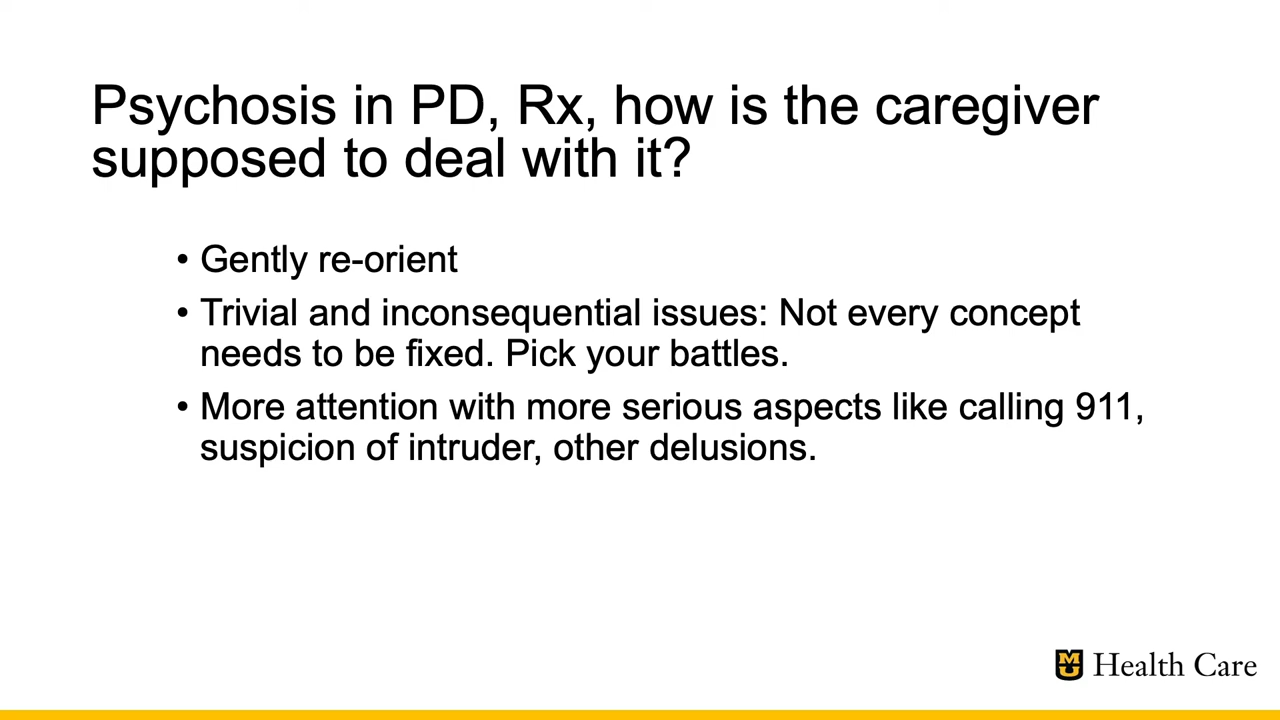 Psychosis in PD, Rx, how is the caregiver
supposed to deal with it?
• Gently re-orient
• Trivial and inconsequential issues: Not every concept
needs to be fixed. Pick your battles.
• More attention with more serious aspects like calling 911,
suspicion of intruder, other delusions.
MU Health Care